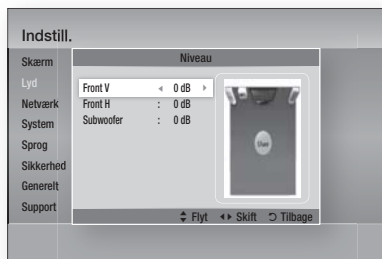 Indstill.
Skærm
Lyd
Netværk
System
Sprog
Sikkerhed
Generelt
Support
Niveau
Front V ◂ 0 dB ▸
Front H : 0 dB
Subwoofer : 0 dB
Flyt Skift Tilbage